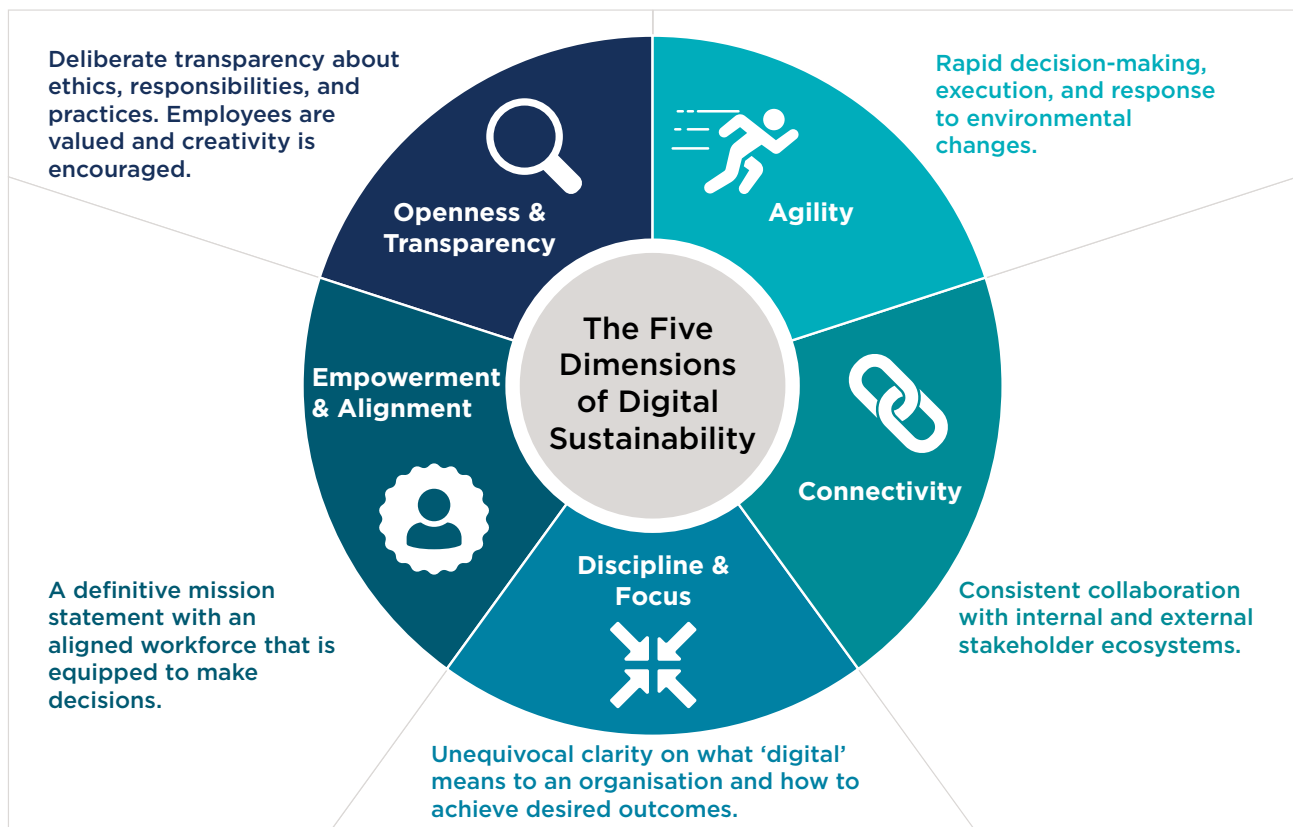 Deliberate transparency about
ethics, responsibilities, and
practices. Employees are
valued and creativity is
encouraged.
Openness &
Transparency
Agility
Rapid decision-making,
execution, and response
to environmental
changes.
The Five
Dimensions
of Digital
Sustainability
Empowerment
& Alignment
Connectivity
Discipline &
Focus
A definitive mission
statement with an
aligned workforce that is
equipped to make
decisions.
Consistent collaboration
with internal and external
stakeholder ecosystems.
Unequivocal clarity on what ‘digital’
means to an organisation and how to
achieve desired outcomes.